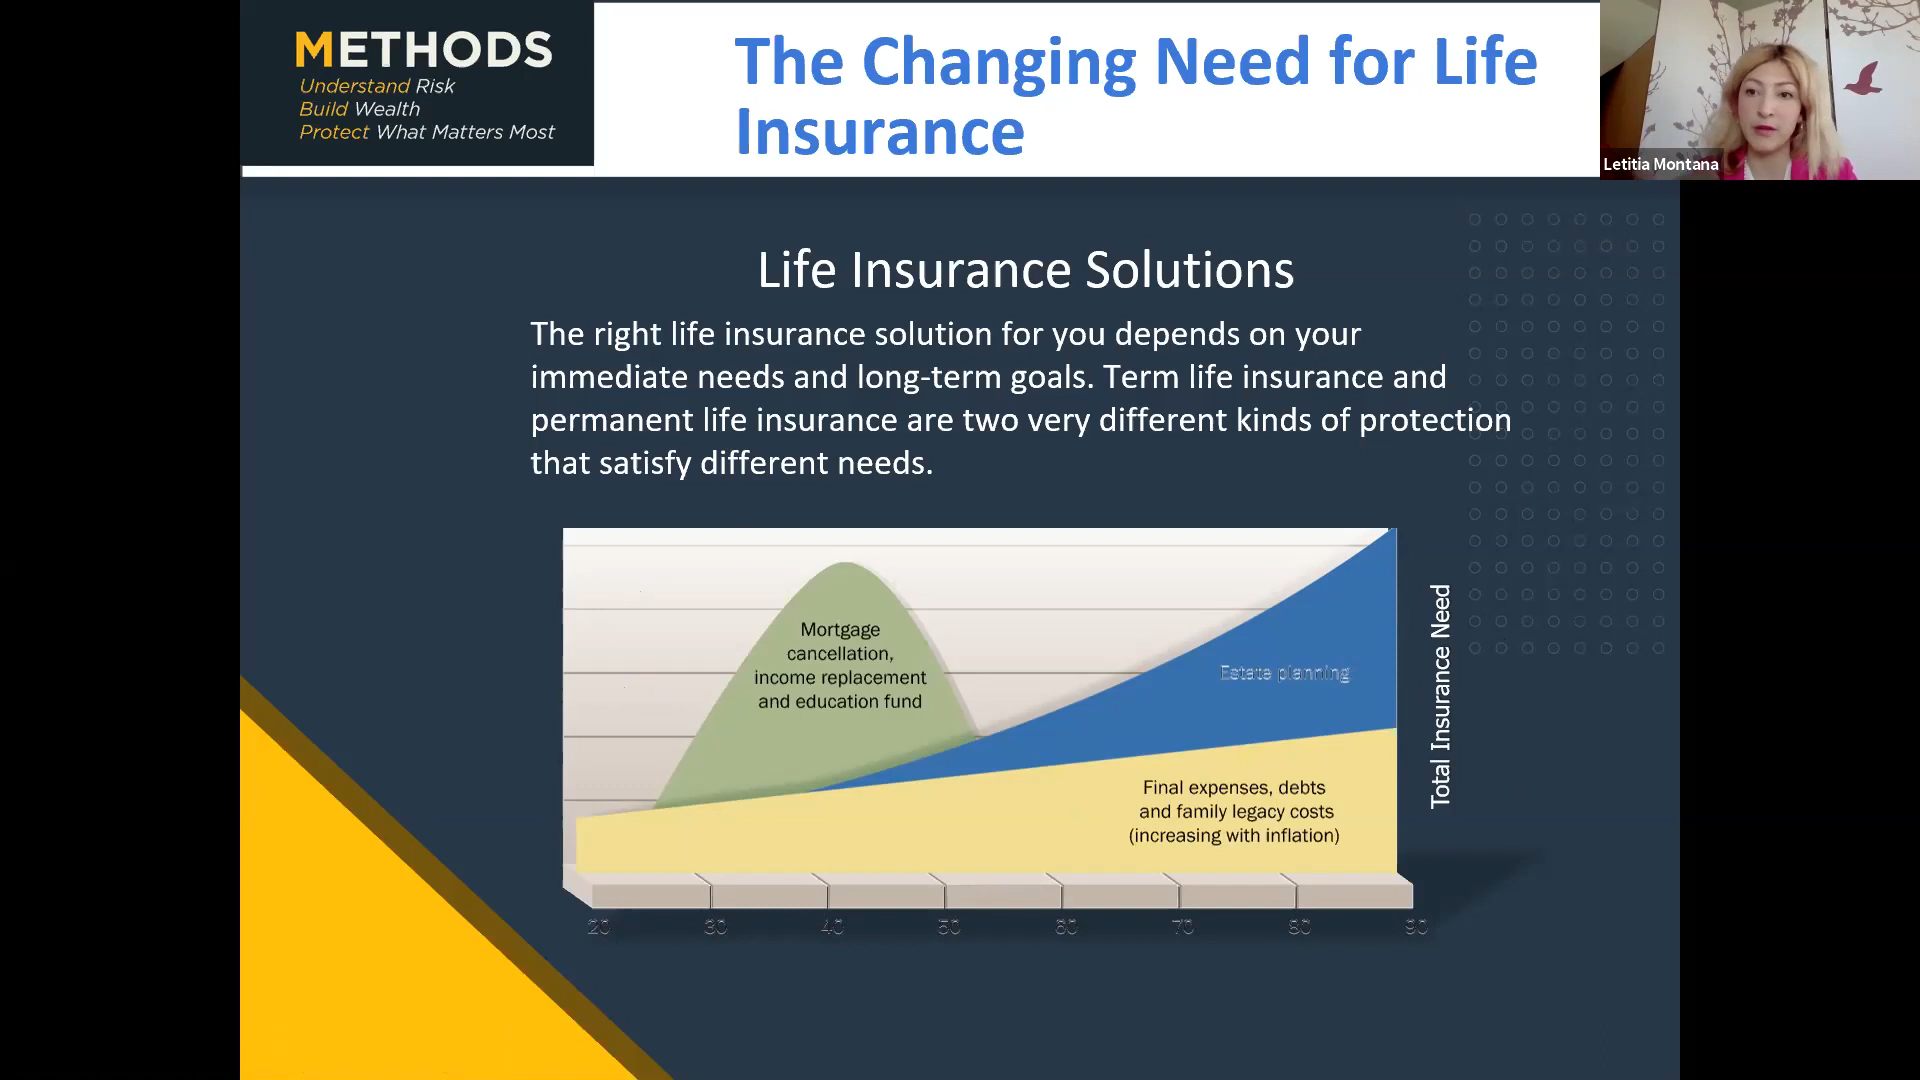 METHODS
Understand Risk
Build Wealth
Protect What Matters Most
The Changing Need for Life
Insurance
Letitia Montana
Life Insurance Solutions
The right life insurance solution for you depends on your
immediate needs and long-term goals. Term life insurance and
permanent life insurance are two very different kinds of protection
that satisfy different needs.
Mortgage
cancellation,
income replacement
and education fund
Estate planning
Final expenses, debts
and family legacy costs
(increasing with inflation)
Total Insurance Need
20 30 40 50 60 70 80 90